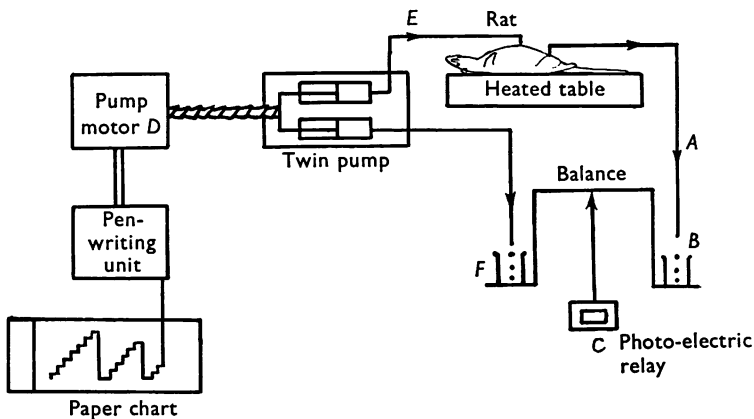 E
Rat
Pump
motor D
Heated table
Twin pump
A
Balance
Pen-
writing
unit
F
B
C Photo-electric
relay
Paper chart